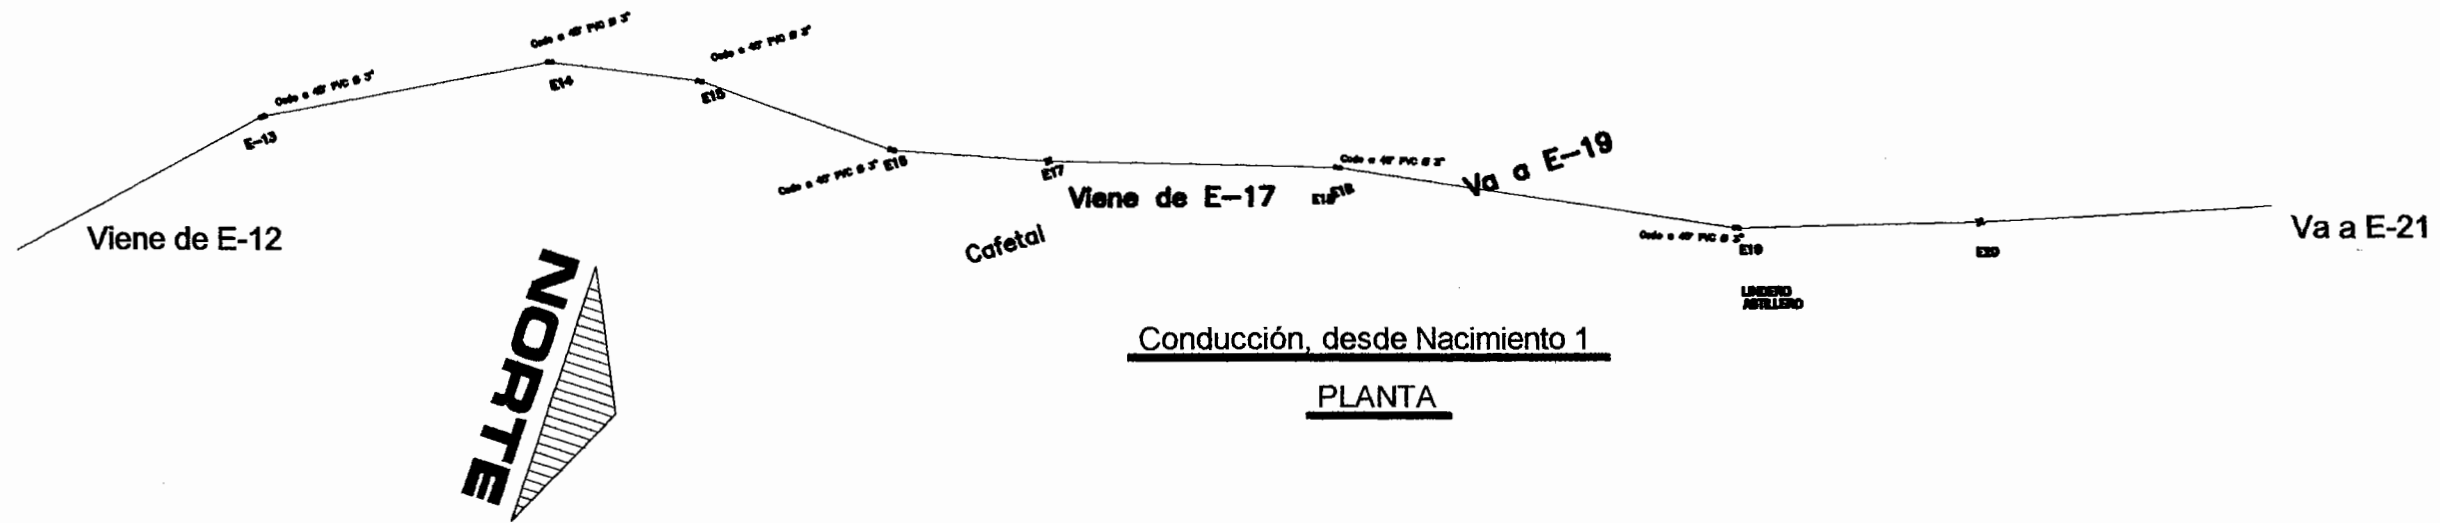 Codo a 45° PVC Ø 3"
Codo a 45° PVC Ø 3"
Codo a 45° PVC Ø 3"
E-13
E14
E15
Codo a 45° PVC Ø 3"
E16
E17
Codo a 45° PVC Ø 3"
E18
Viene de E-12
Viene de E-17
Va a E-19
Cafetal
Codo a 45° PVC Ø 3"
E19
E20
Va a E-21
LINDERO
ASTILLERO
NORTE
Conducción, desde Nacimiento 1
PLANTA